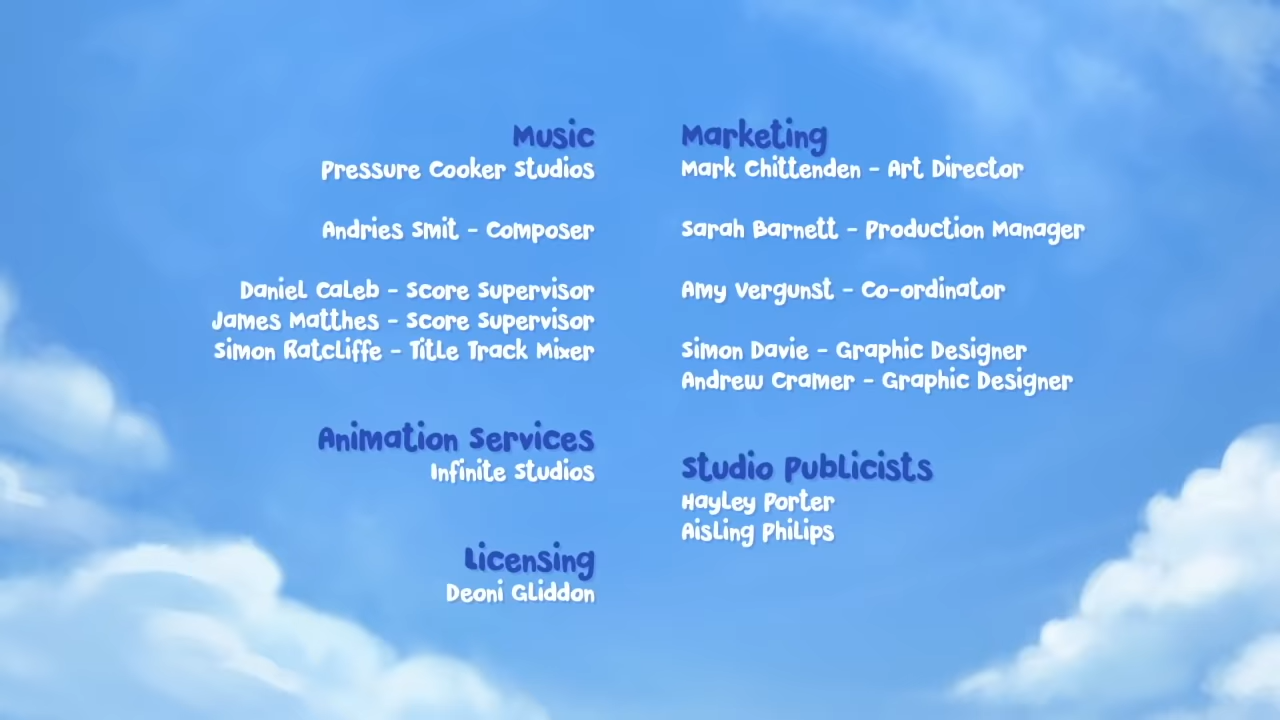 Music
Pressure Cooker Studios
Andries Smit - Composer
Daniel Caleb - Score Supervisor
James Matthes - Score Supervisor
Simon Ratcliffe - Title Track Mixer
Animation Services
Infinite Studios
Licensing
Deoni Gliddon
Marketing
Mark Chittenden - Art Director
Sarah Barnett - Production Manager
Amy Vergunst - Co-ordinator
Simon Davie - Graphic Designer
Andrew Cramer - Graphic Designer
Studio Publicists
Hayley Porter
Aisling Philips